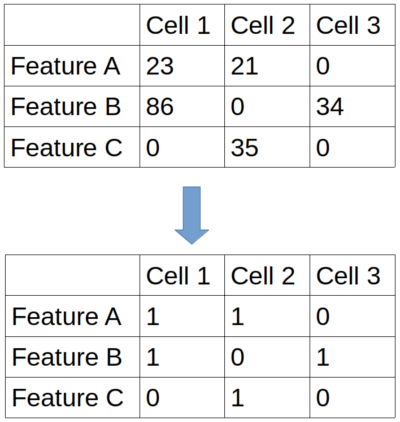 Cell 1 Cell 2 Cell 3
Feature A 23 21 0
Feature B 86 0 34
Feature C 0 35 0
Cell 1 Cell 2 Cell 3
Feature A 1 1 0
Feature B 1 0 1
Feature C 0 1 0